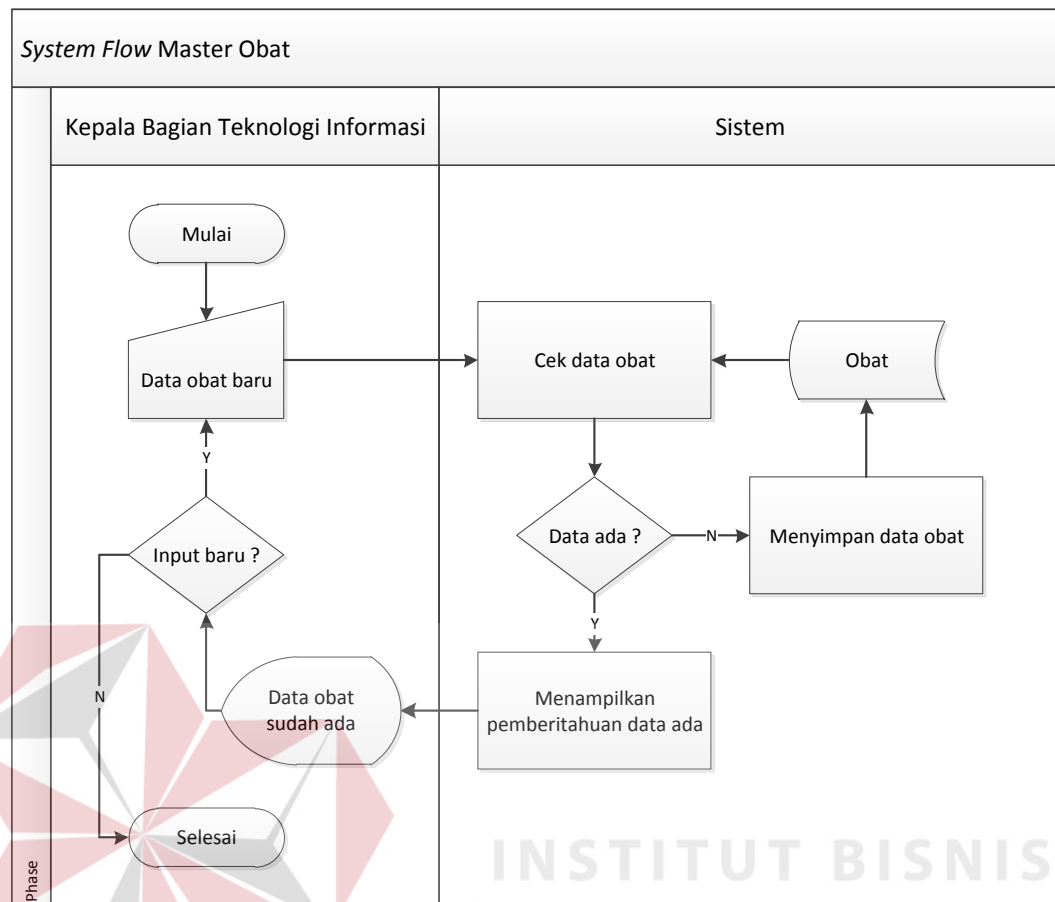 System Flow Master Obat
Kepala Bagian Teknologi Informasi
Sistem
Mulai
Data obat baru
Cek data obat
Obat
Y
Input baru ?
Data ada ?
N
Menyimpan data obat
Y
N
Data obat
sudah ada
Menampilkan
pemberitahuan data ada
Selesai
Phase
INSTITUT BISNIS